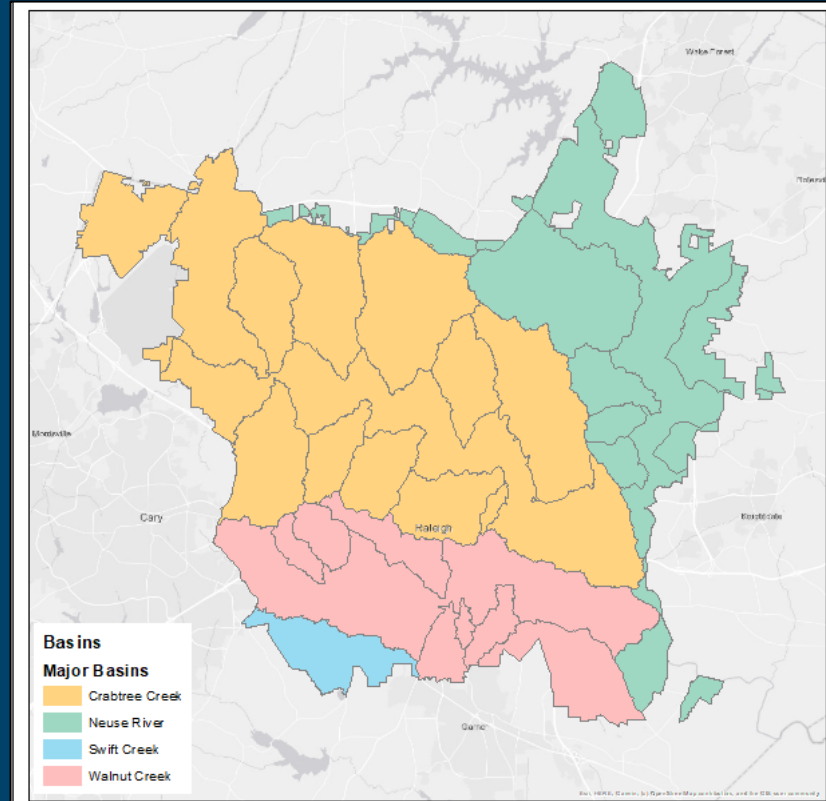 Wake Forest
Morrisville
Cary
Raleigh
Knightdale
Garner
Basins
Major Basins
Crabtree Creek
Neuse River
Swift Creek
Walnut Creek